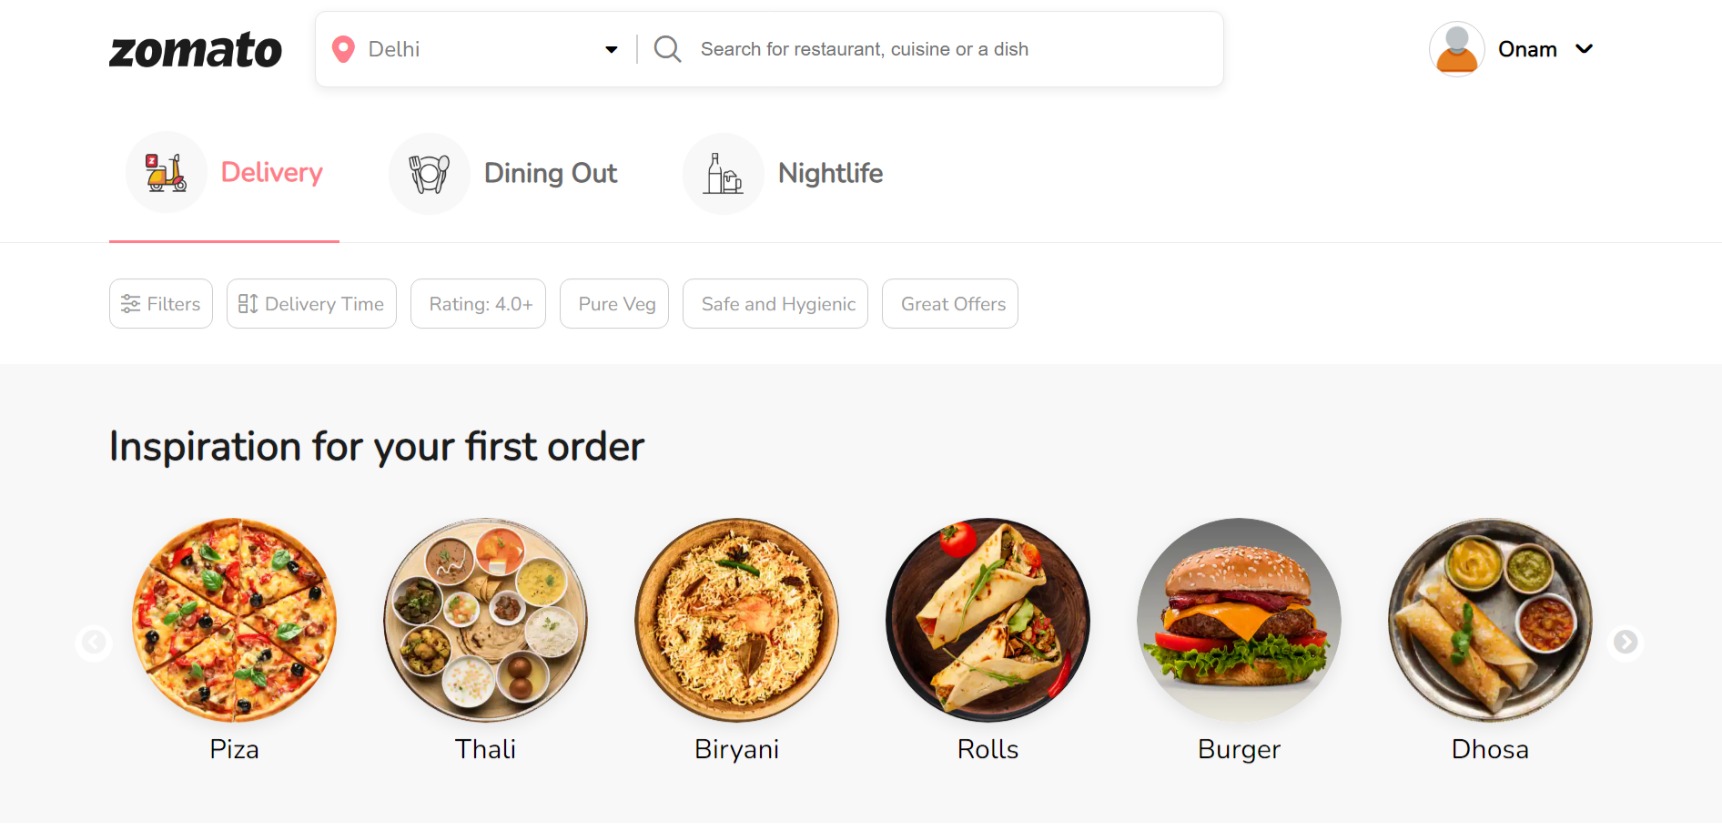 zomato
Delhi
Search for restaurant, cuisine or a dish
Onam
Delivery
Dining Out
Nightlife
Filters
Delivery Time
Rating: 4.0+
Pure Veg
Safe and Hygienic
Great Offers
Inspiration for your first order
Piza
Thali
Biryani
Rolls
Burger
Dhosa